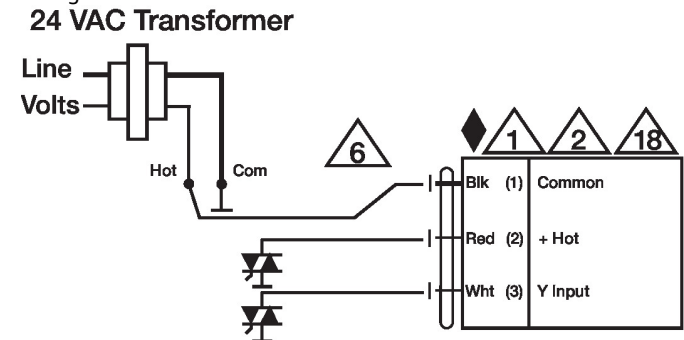 24 VAC Transformer
Line
Volts
Hot
Com
6
1
2
18
Blk (1) Common
Red (2) + Hot
Wht (3) Y Input